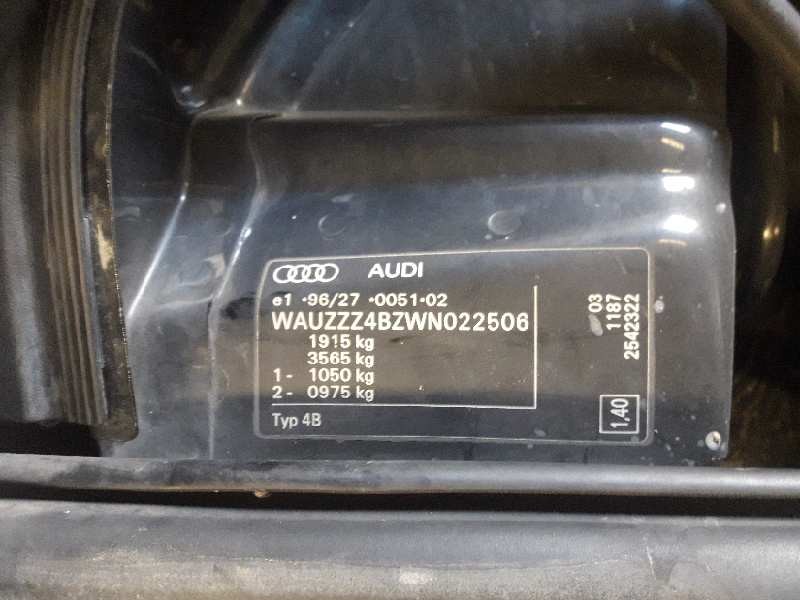 AUDI
e1 *96/27 *0051*02
WAUZZZ4BZWN022506
1915 kg
3565 kg
1- 1050 kg
2- 0975 kg
Typ 4B
03
1187
2542322
1,40